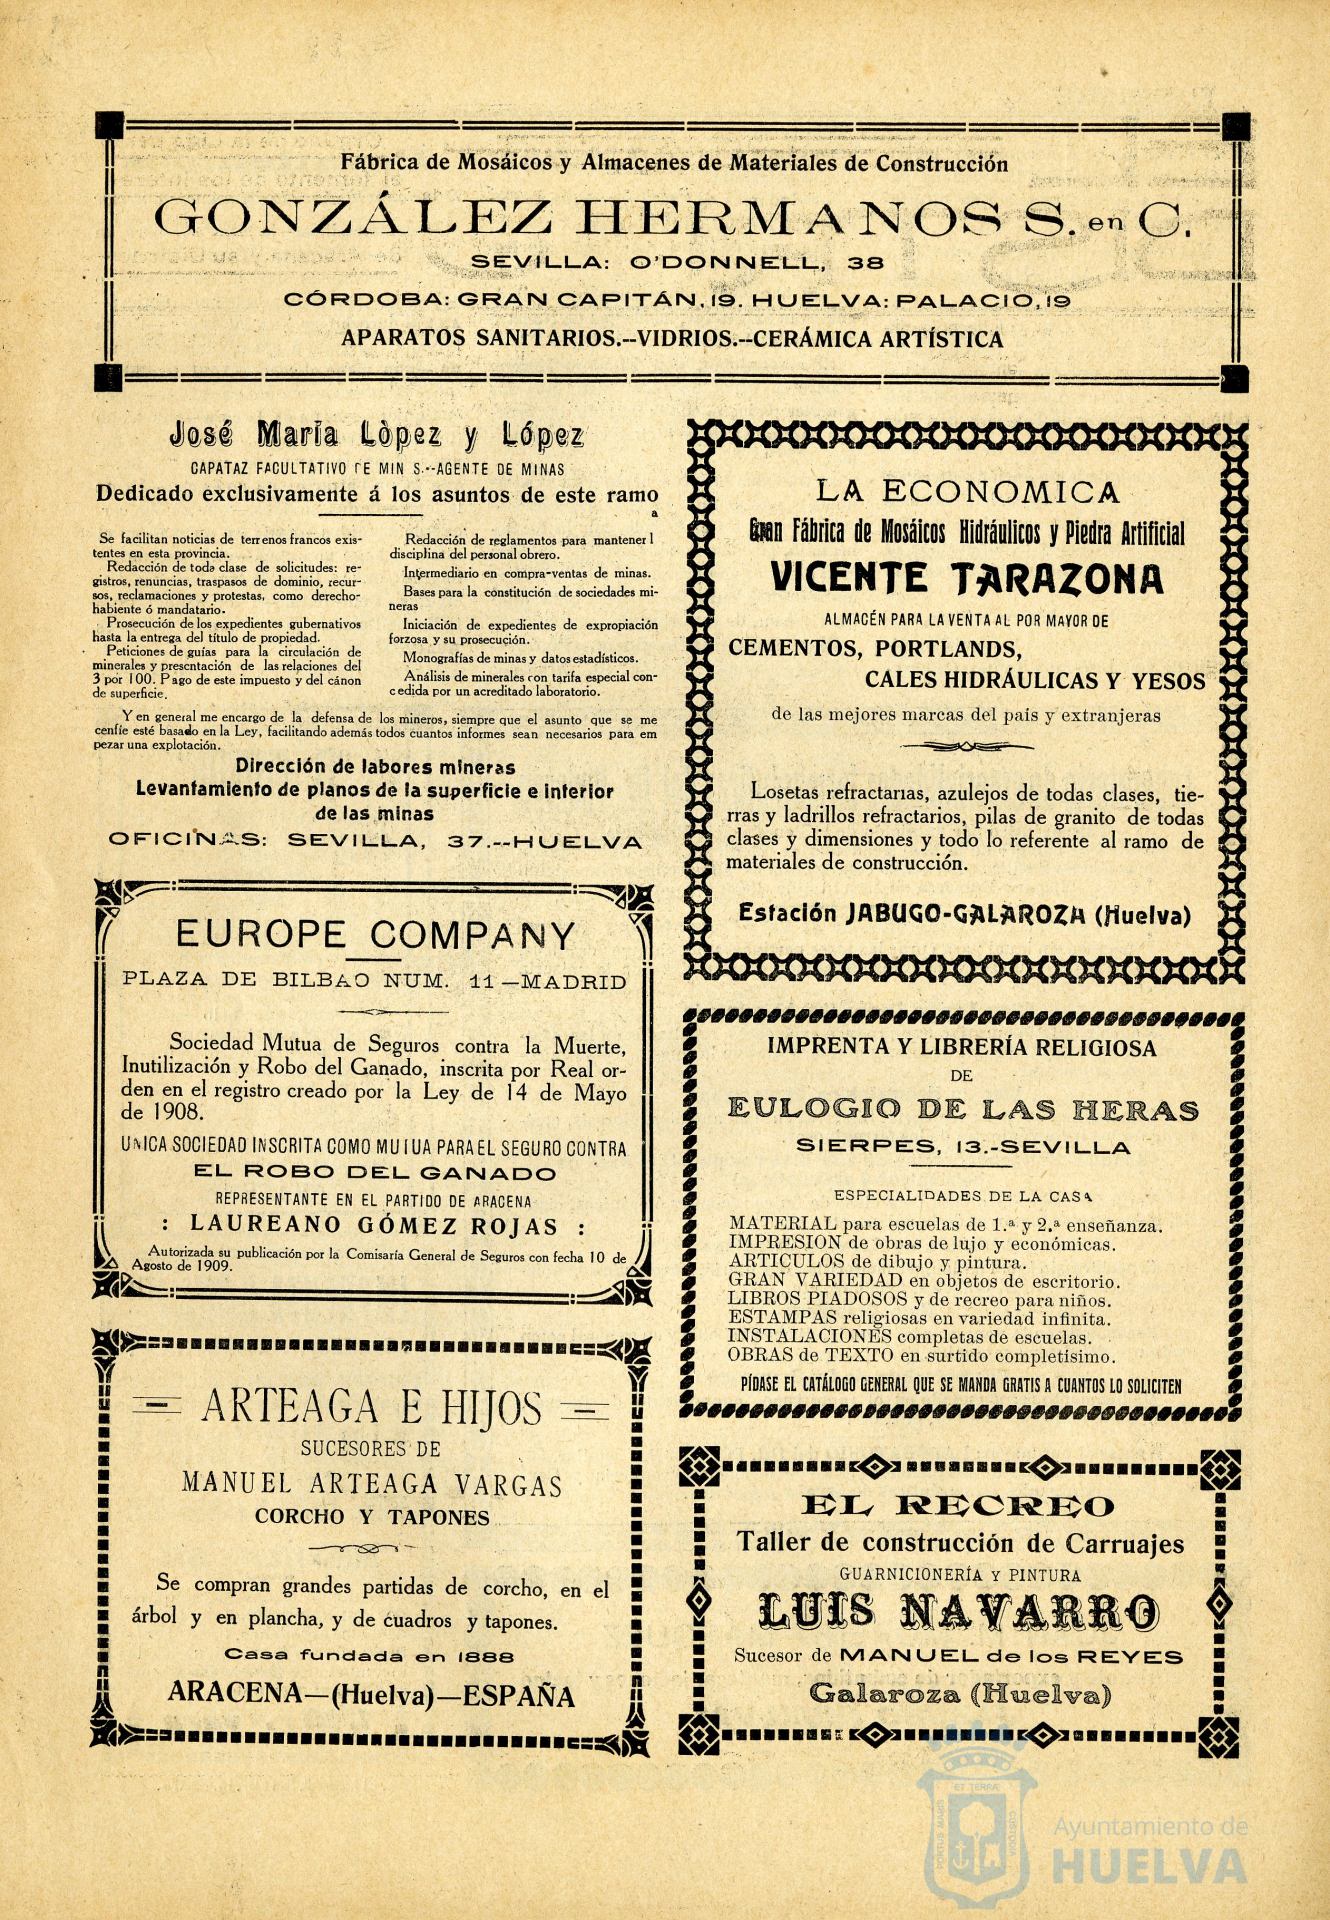 Fábrica de Mosáicos y Almacenes de Materiales de Construcción
GONZÁLEZ HERMANOS S. en C.
SEVILLA: O'DONNELL, 38
CÓRDOBA: GRAN CAPITÁN, 19. HUELVA: PALACIO, 19
APARATOS SANITARIOS.--VIDRIOS.--CERÁMICA ARTÍSTICA
José María Lòpez y López
CAPATAZ FACULTATIVO DE MIN S.--AGENTE DE MINAS
Dedicado exclusivamente á los asuntos de este ramo
Se facilitan noticias de terrenos francos exis-
tentes en esta provincia.
Redacción de toda clase de solicitudes: re-
gistros, renuncias, traspasos de dominio, recur-
sos, reclamaciones y protestas, como derecho-
habiente ó mandatario.
Prosecución de los expedientes gubernativos
hasta la entrega del título de propiedad.
Peticiones de guías para la circulación de
minerales y presentación de las relaciones del
3 por 100. Pago de este impuesto y del cánon
de superficie.
a
Redacción de reglamentos para mantener l
disciplina del personal obrero.
Intermediario en compra-ventas de minas.
Bases para la constitución de sociedades mi-
neras
Iniciación de expedientes de expropiación
forzosa y su prosecución.
Monografías de minas y datos estadísticos.
Análisis de minerales con tarifa especial con-
cedida por un acreditado laboratorio.
Y en general me encargo de la defensa de los mineros, siempre que el asunto que se me
cenfíe esté basado en la Ley, facilitando además todos cuantos informes sean necesarios para em
pezar una explotación.
Dirección de labores mineras
Levantamiento de planos de la superficie e interior
de las minas
OFICINAS: SEVILLA, 37.--HUELVA
EUROPE COMPANY
PLAZA DE BILBAO NUM. 11—MADRID
Sociedad Mutua de Seguros contra la Muerte,
Inutilización y Robo del Ganado, inscrita por Real or-
den en el registro creado por la Ley de 14 de Mayo
de 1908.
UNICA SOCIEDAD INSCRITA COMO MUTUA PARA EL SEGURO CONTRA
EL ROBO DEL GANADO
REPRESENTANTE EN EL PARTIDO DE ARACENA
: LAUREANO GÓMEZ ROJAS :
Autorizada su publicación por la Comisaría General de Seguros con fecha 10 de
Agosto de 1909.
ARTEAGA E HIJOS
SUCESORES DE
MANUEL ARTEAGA VARGAS
CORCHO Y TAPONES
Se compran grandes partidas de corcho, en el
árbol y en plancha, y de cuadros y tapones.
Casa fundada en 1888
ARACENA—(Huelva)—ESPAÑA
LA ECONOMICA
Gran Fábrica de Mosáicos Hidráulicos y Piedra Artificial
VICENTE TARAZONA
ALMACÉN PARA LA VENTA AL POR MAYOR DE
CEMENTOS, PORTLANDS,
CALES HIDRÁULICAS Y YESOS
de las mejores marcas del país y extranjeras
Losetas refractarias, azulejos de todas clases, tie-
rras y ladrillos refractarios, pilas de granito de todas
clases y dimensiones y todo lo referente al ramo de
materiales de construcción.
Estación JABUGO-GALAROZA (Huelva)
IMPRENTA Y LIBRERÍA RELIGIOSA
DE
EULOGIO DE LAS HERAS
SIERPES, 13.-SEVILLA
ESPECIALIDADES DE LA CASA
MATERIAL para escuelas de 1.ª y 2.ª enseñanza.
IMPRESION de obras de lujo y económicas.
ARTICULOS de dibujo y pintura.
GRAN VARIEDAD en objetos de escritorio.
LIBROS PIADOSOS y de recreo para niños.
ESTAMPAS religiosas en variedad infinita.
INSTALACIONES completas de escuelas.
OBRAS de TEXTO en surtido completísimo.
PÍDASE EL CATÁLOGO GENERAL QUE SE MANDA GRATIS A CUANTOS LO SOLICITEN
EL RECREO
Taller de construcción de Carruajes
GUARNICIONERÍA Y PINTURA
LUIS NAVARRO
Sucesor de MANUEL de los REYES
Galaroza (Huelva)
ET TERRÆ
PORTUS MARIS
CUSTODIA
Ayuntamiento de
HUELVA